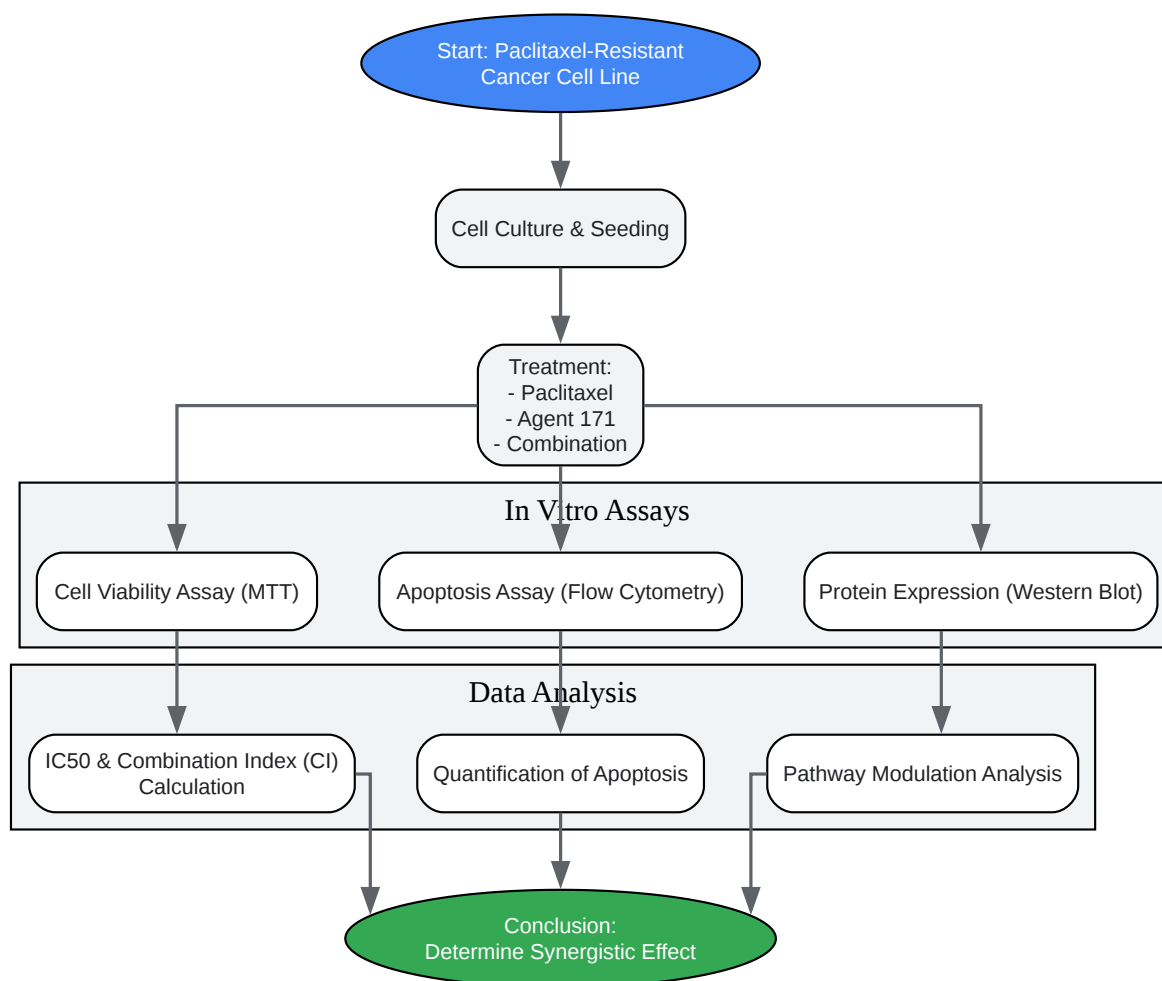 Start: Paclitaxel-Resistant
Cancer Cell Line
Cell Culture & Seeding
Treatment:
- Paclitaxel
- Agent 171
- Combination
In Vitro Assays
Cell Viability Assay (MTT)
Apoptosis Assay (Flow Cytometry)
Protein Expression (Western Blot)
Data Analysis
IC50 & Combination Index (CI)
Calculation
Quantification of Apoptosis
Pathway Modulation Analysis
Conclusion:
Determine Synergistic Effect